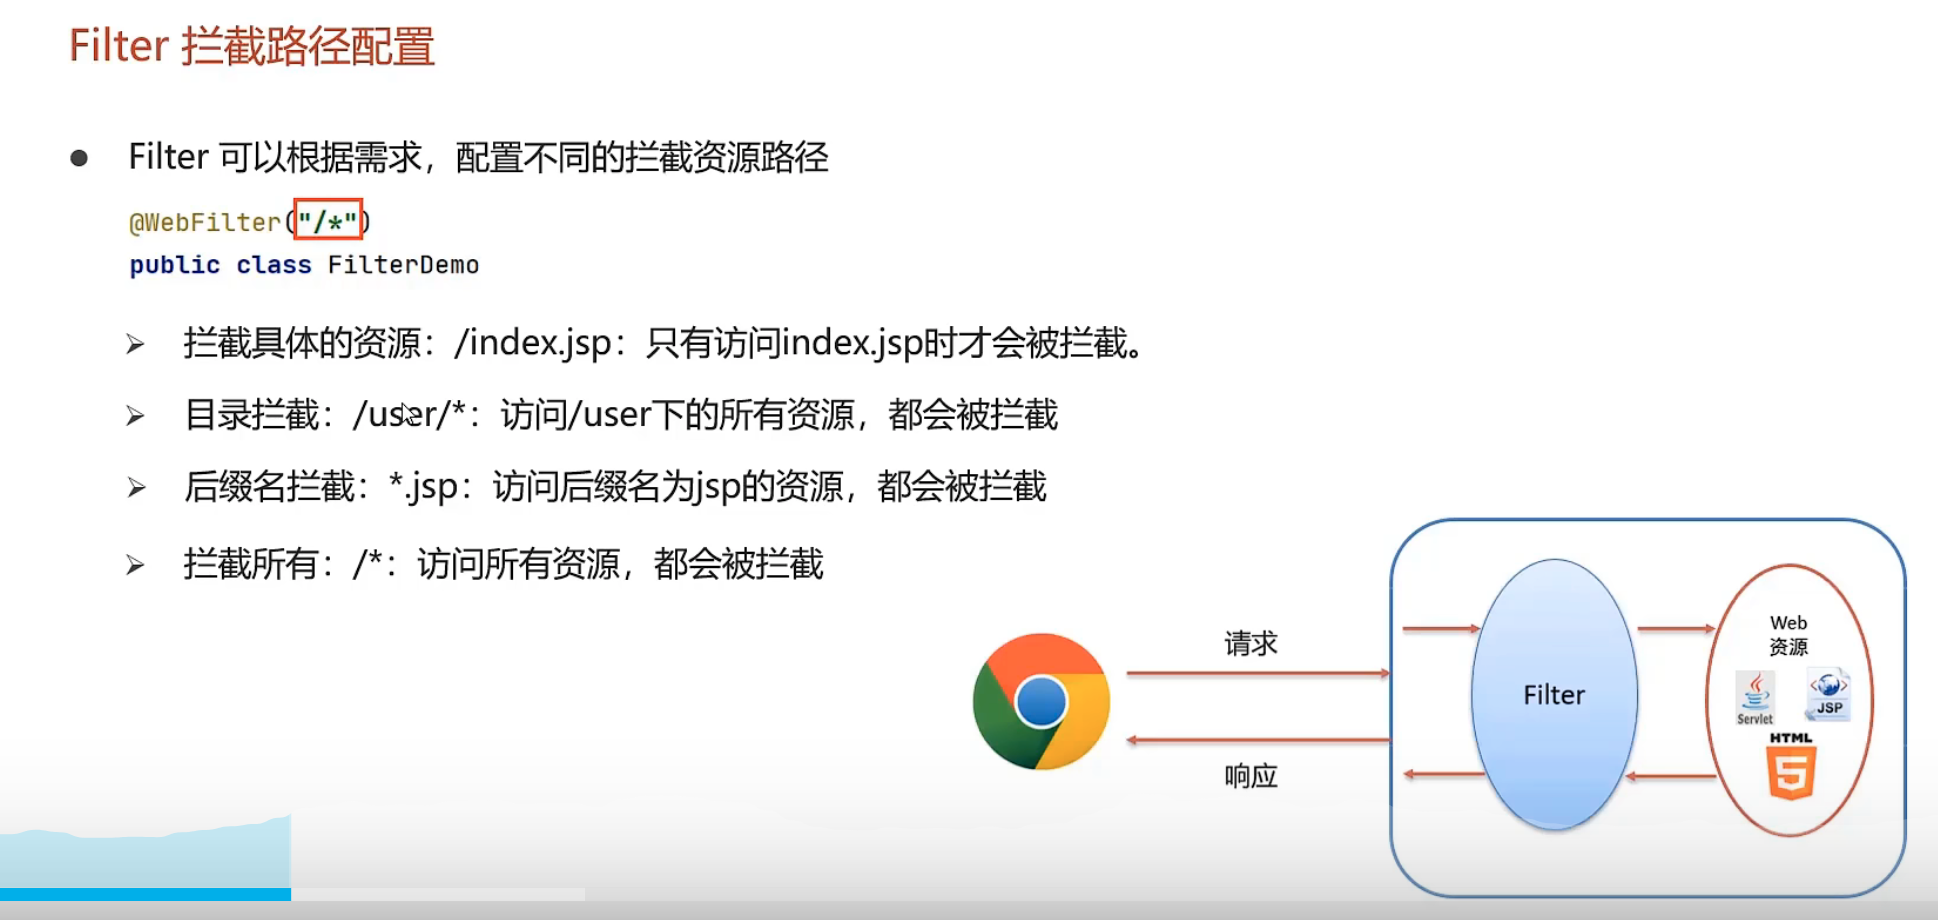 Filter 拦截路径配置
Filter 可以根据需求，配置不同的拦截资源路径
@WebFilter("/*")
public class FilterDemo
拦截具体的资源：/index.jsp：只有访问index.jsp时才会被拦截。
目录拦截：/user/*：访问/user下的所有资源，都会被拦截
后缀名拦截：*.jsp：访问后缀名为jsp的资源，都会被拦截
拦截所有：/*：访问所有资源，都会被拦截
请求
响应
Filter
Web
资源
Servlet
JSP
HTML
5